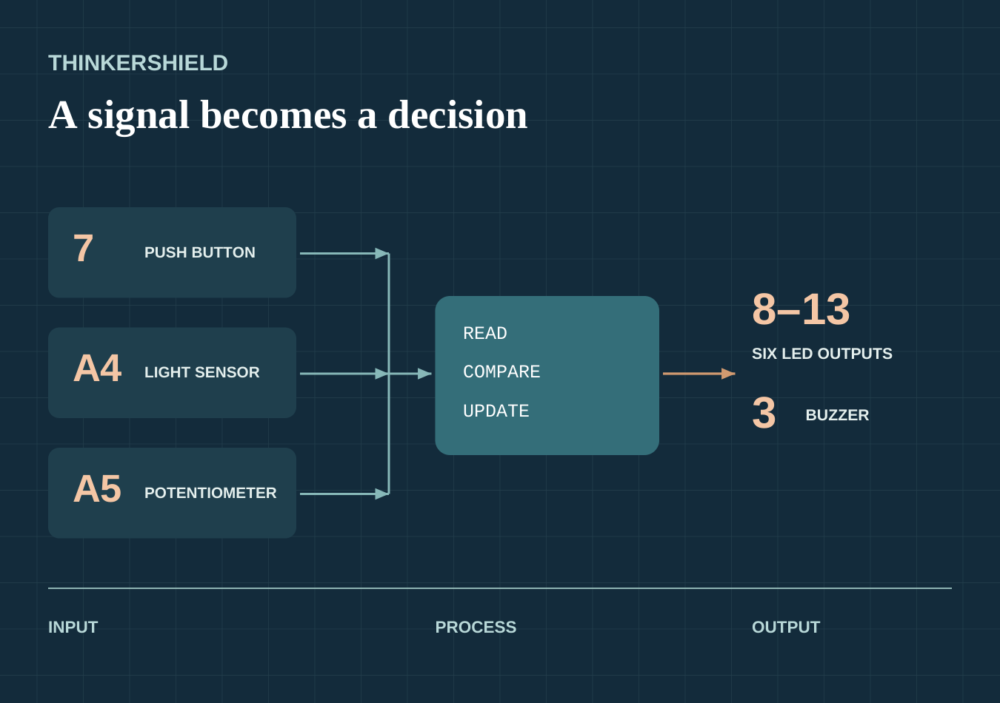 THINKERSHIELD
A signal becomes a decision
7 PUSH BUTTON
A4 LIGHT SENSOR
A5 POTENTIOMETER
READ
COMPARE
UPDATE
8–13
SIX LED OUTPUTS
3 BUZZER
INPUT
PROCESS
OUTPUT